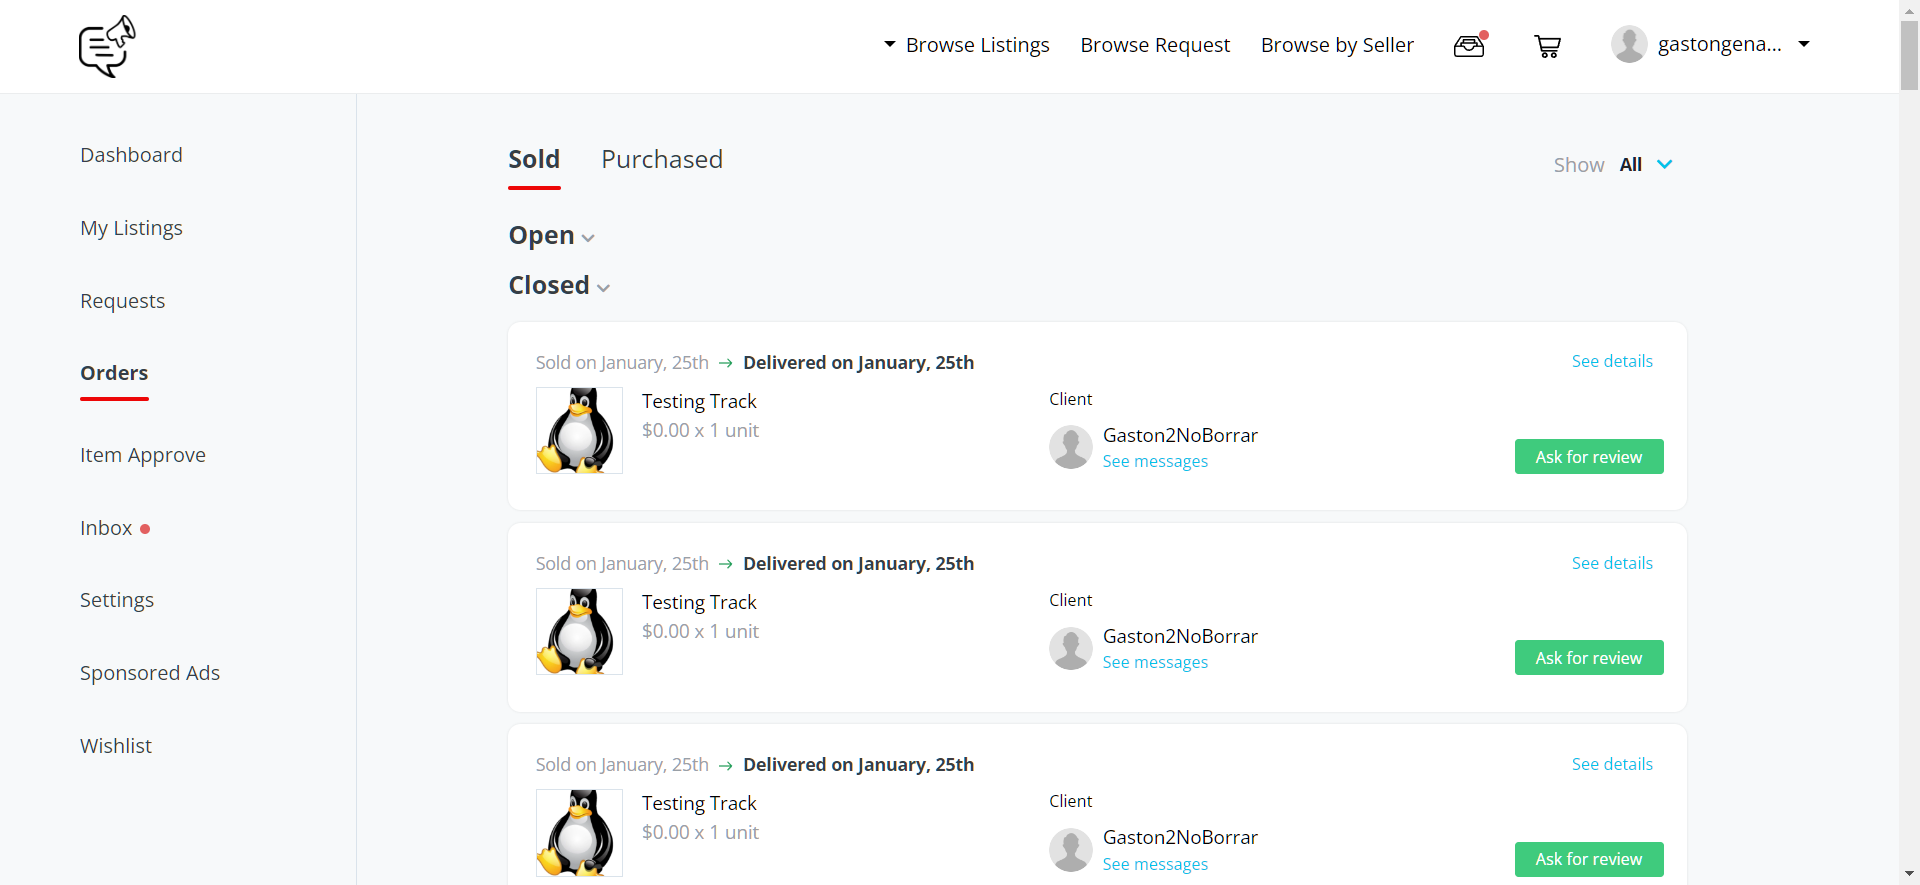 Browse Listings
Browse Request
Browse by Seller
gastongena...
Dashboard
My Listings
Requests
Orders
Item Approve
Inbox
Settings
Sponsored Ads
Wishlist
Sold
Purchased
Show All
Open
Closed
Sold on January, 25th → Delivered on January, 25th
See details
Testing Track
$0.00 x 1 unit
Client
Gaston2NoBorrar
See messages
Ask for review
Sold on January, 25th → Delivered on January, 25th
See details
Testing Track
$0.00 x 1 unit
Client
Gaston2NoBorrar
See messages
Ask for review
Sold on January, 25th → Delivered on January, 25th
See details
Testing Track
$0.00 x 1 unit
Client
Gaston2NoBorrar
See messages
Ask for review